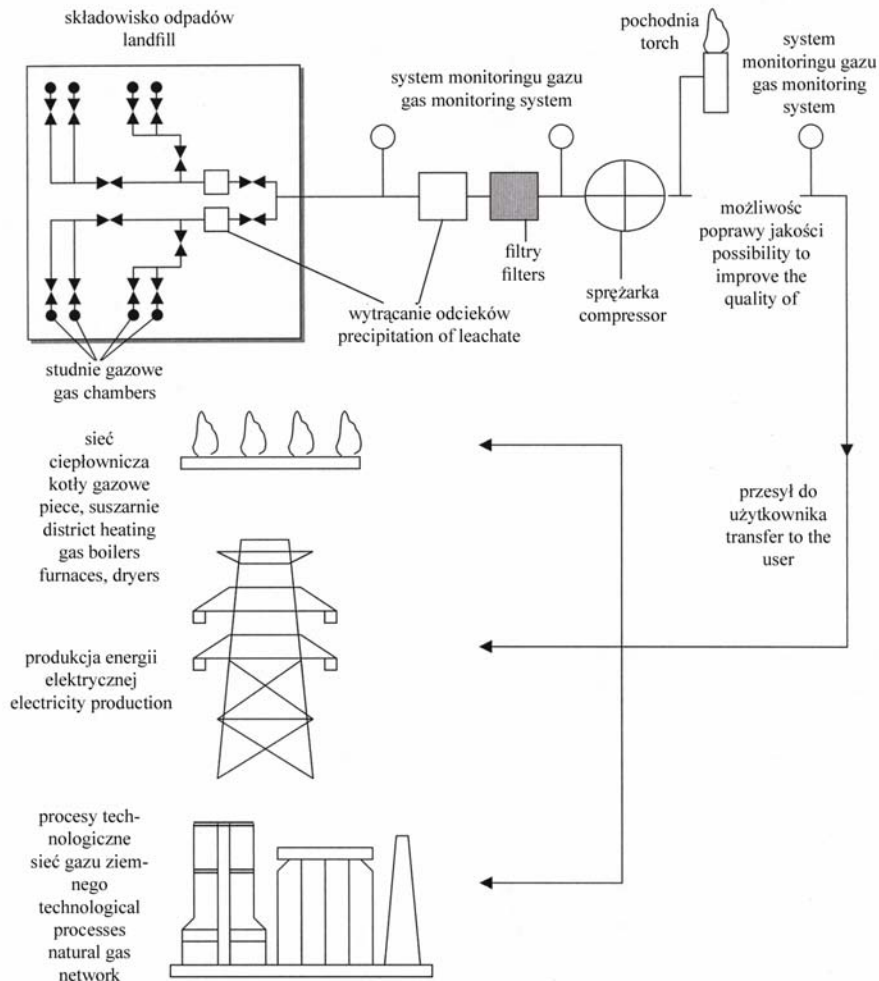 składowisko odpadów
landfill
pochodnia
torch
system
monitoringu gazu
gas monitoring
system
system monitoringu gazu
gas monitoring system
możliwośc
poprawy jakości
possibility to
improve the
quality of
filtry
filters
sprężarka
compressor
wytrącanie odcieków
precipitation of leachate
studnie gazowe
gas chambers
sieć
ciepłownicza
kotły gazowe
piece, suszarnie
district heating
gas boilers
furnaces, dryers
przesył do
użytkownika
transfer to the
user
produkcja energii
elektrycznej
electricity production
procesy tech-
nologiczne
sieć gazu ziem-
nego
technological
processes
natural gas
network